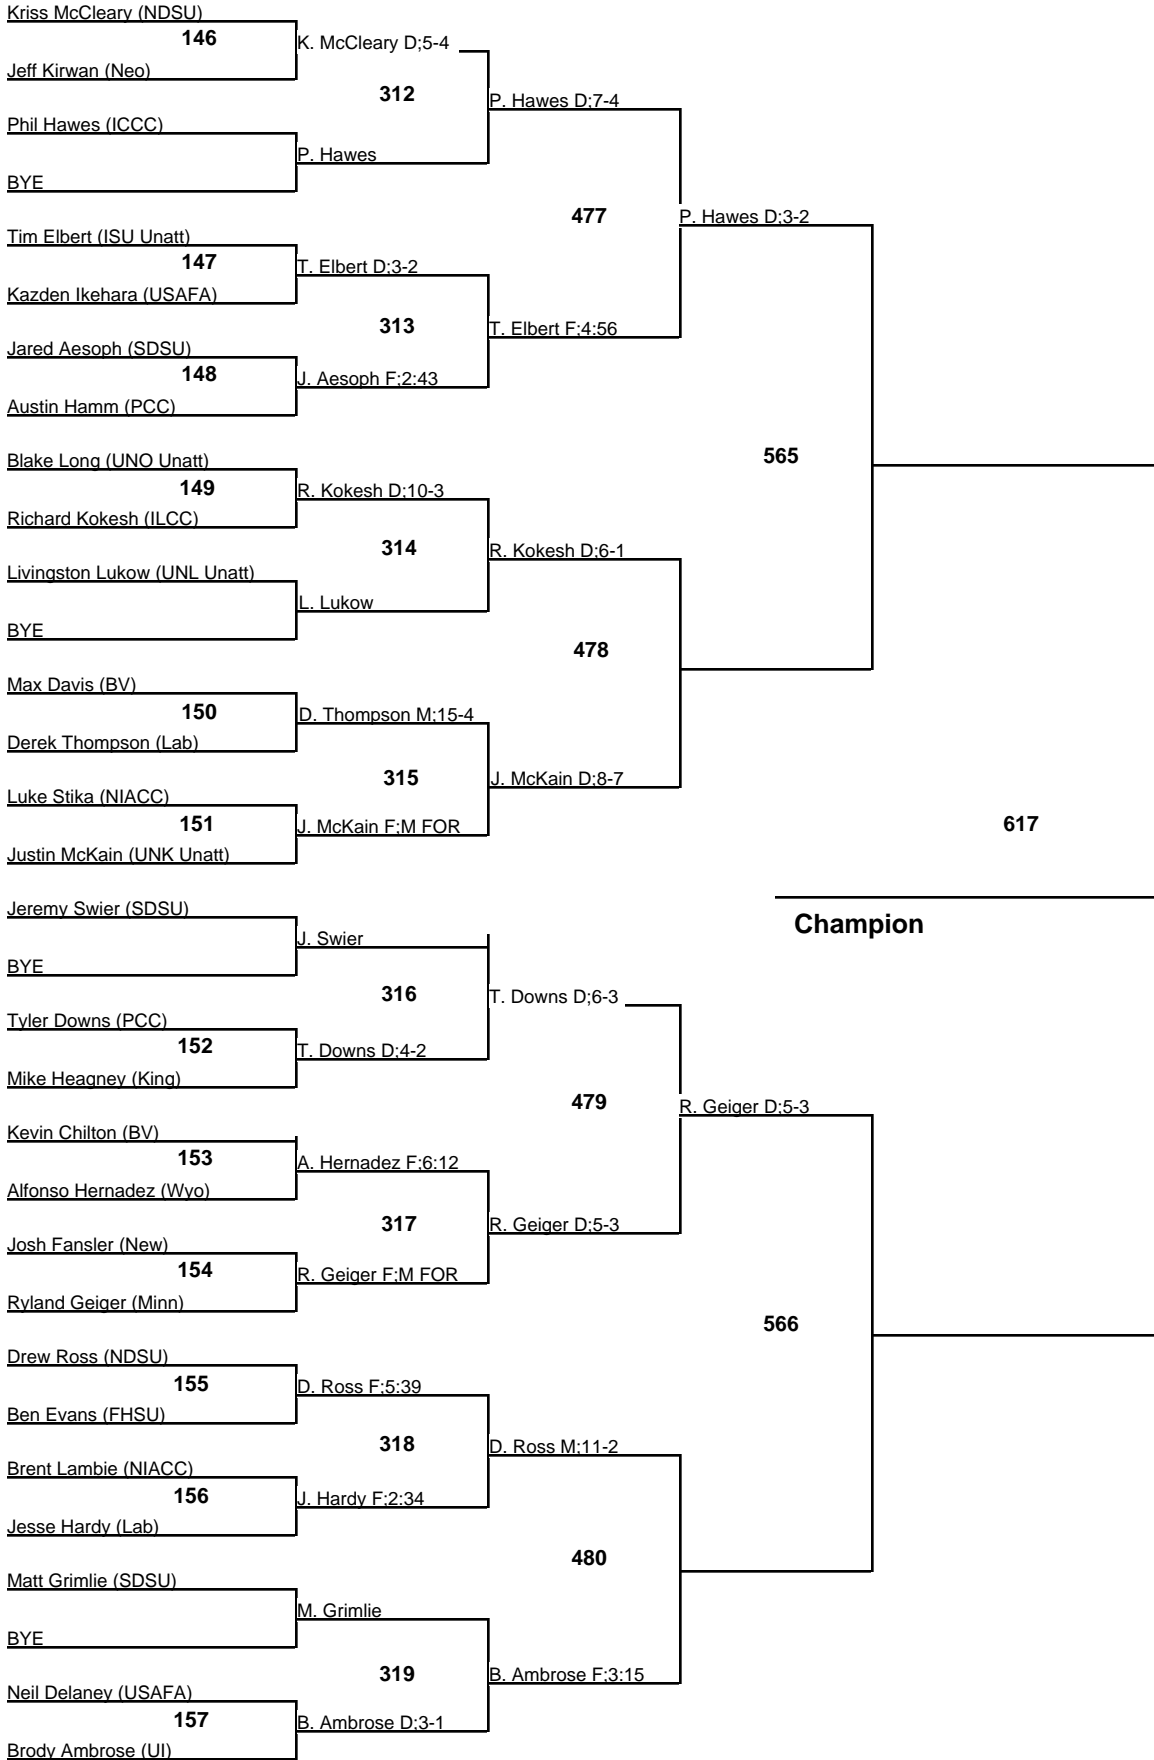 Kriss McCleary (NDSU)
146
K. McCleary D;5-4
Jeff Kirwan (Neo)
312
P. Hawes D;7-4
Phil Hawes (ICCC)
P. Hawes
BYE
477
P. Hawes D;3-2
Tim Elbert (ISU Unatt)
147
T. Elbert D;3-2
Kazden Ikehara (USAFA)
313
T. Elbert F;4:56
Jared Aesoph (SDSU)
148
J. Aesoph F;2:43
Austin Hamm (PCC)
565
Blake Long (UNO Unatt)
149
R. Kokesh D;10-3
Richard Kokesh (ILCC)
314
R. Kokesh D;6-1
Livingston Lukow (UNL Unatt)
L. Lukow
BYE
478
Max Davis (BV)
150
D. Thompson M;15-4
Derek Thompson (Lab)
315
J. McKain D;8-7
Luke Stika (NIACC)
151
J. McKain F;M FOR
617
Justin McKain (UNK Unatt)
Jeremy Swier (SDSU)
Champion
J. Swier
BYE
316
T. Downs D;6-3
Tyler Downs (PCC)
152
T. Downs D;4-2
Mike Heagney (King)
479
R. Geiger D;5-3
Kevin Chilton (BV)
153
A. Hernadez F;6:12
Alfonso Hernadez (Wyo)
317
R. Geiger D;5-3
Josh Fansler (New)
154
R. Geiger F;M FOR
Ryland Geiger (Minn)
566
Drew Ross (NDSU)
155
D. Ross F;5:39
Ben Evans (FHSU)
318
D. Ross M;11-2
Brent Lambie (NIACC)
156
J. Hardy F;2:34
Jesse Hardy (Lab)
480
Matt Grimlie (SDSU)
M. Grimlie
BYE
319
B. Ambrose F;3:15
Neil Delaney (USAFA)
157
B. Ambrose D;3-1
Brody Ambrose (UI)